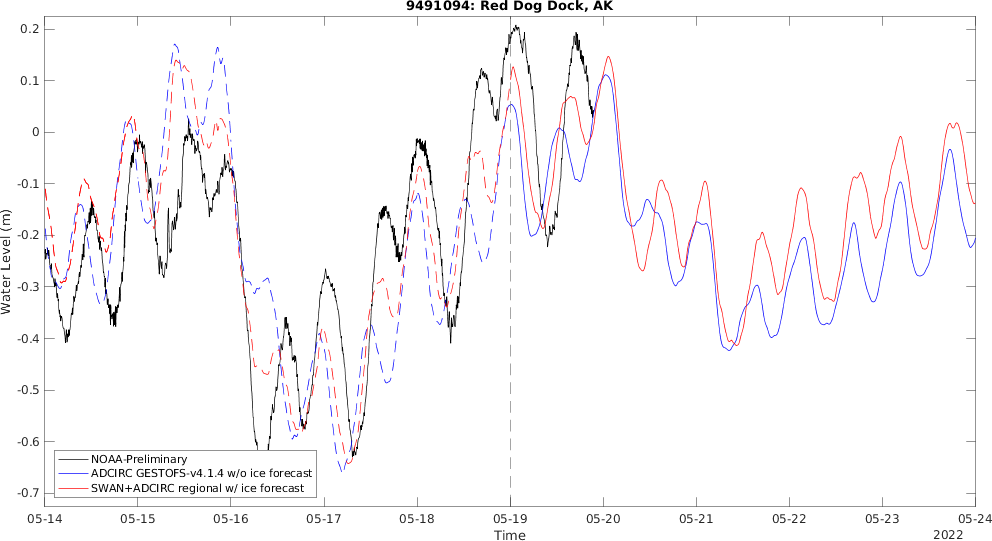 9491094: Red Dog Dock, AK
Water Level (m)
0.2
0.1
0
-0.1
-0.2
-0.3
-0.4
-0.5
-0.6
-0.7
NOAA-Preliminary
ADCIRC GESTOFS-v4.1.4 w/o ice forecast
SWAN+ADCIRC regional w/ ice forecast
05-14 05-15 05-16 05-17 05-18 05-19 05-20 05-21 05-22 05-23 05-24
Time
2022